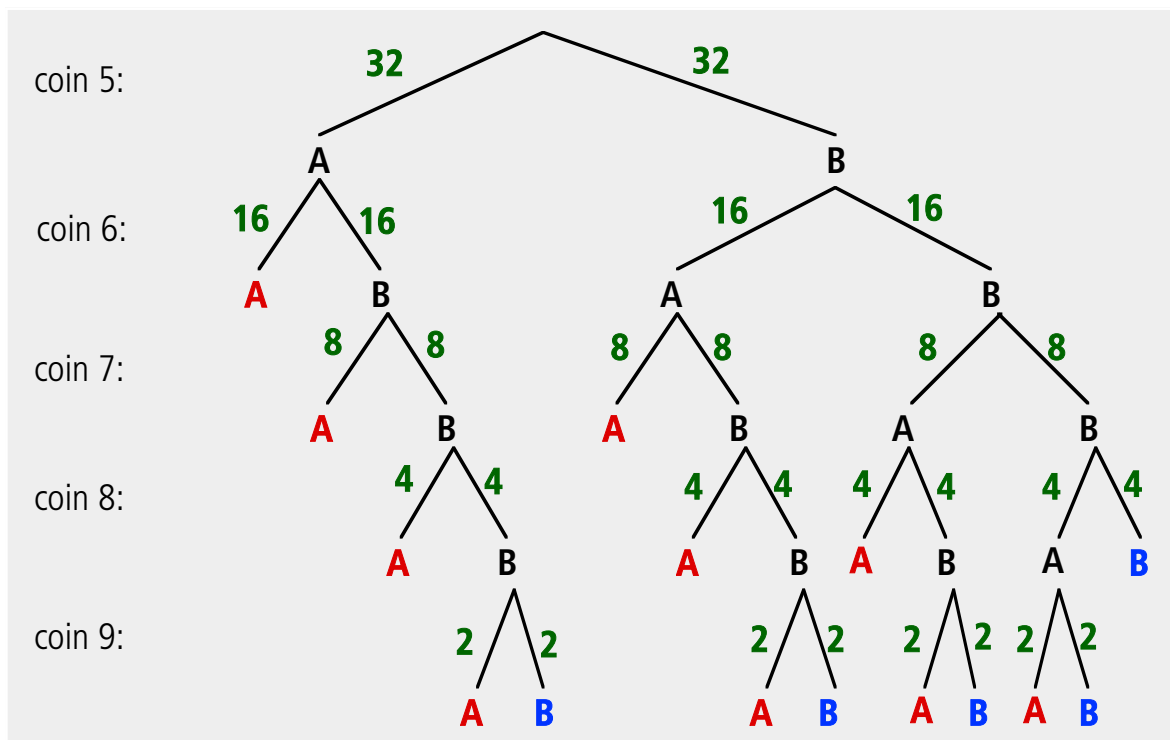 32 32
coin 5:
A B
16 16 16 16
coin 6:
A B A B
8 8 8 8 8 8
coin 7:
A B A B A B
4 4 4 4 4 4 4 4
coin 8:
A B A B A B A B
2 2 2 2 2 2 2 2
coin 9:
A B A B A B A B